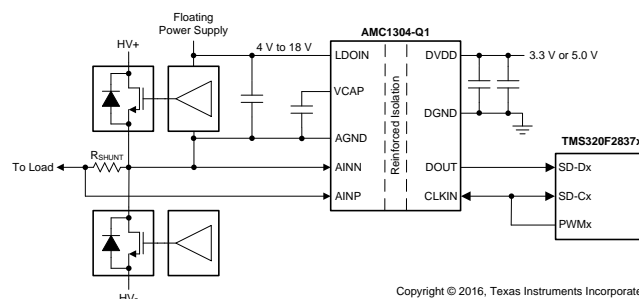 Floating
Power Supply
HV+
4 V to 18 V
AMC1304-Q1
LDOIN
DVDD
3.3 V or 5.0 V
VCAP
Reinforced Isolation
AGND
DGND
TMS320F2837x
To Load
RSHUNT
AINN
DOUT
SD-Dx
AINP
CLKIN
SD-Cx
PWMx
HV-
Copyright © 2016, Texas Instruments Incorporate